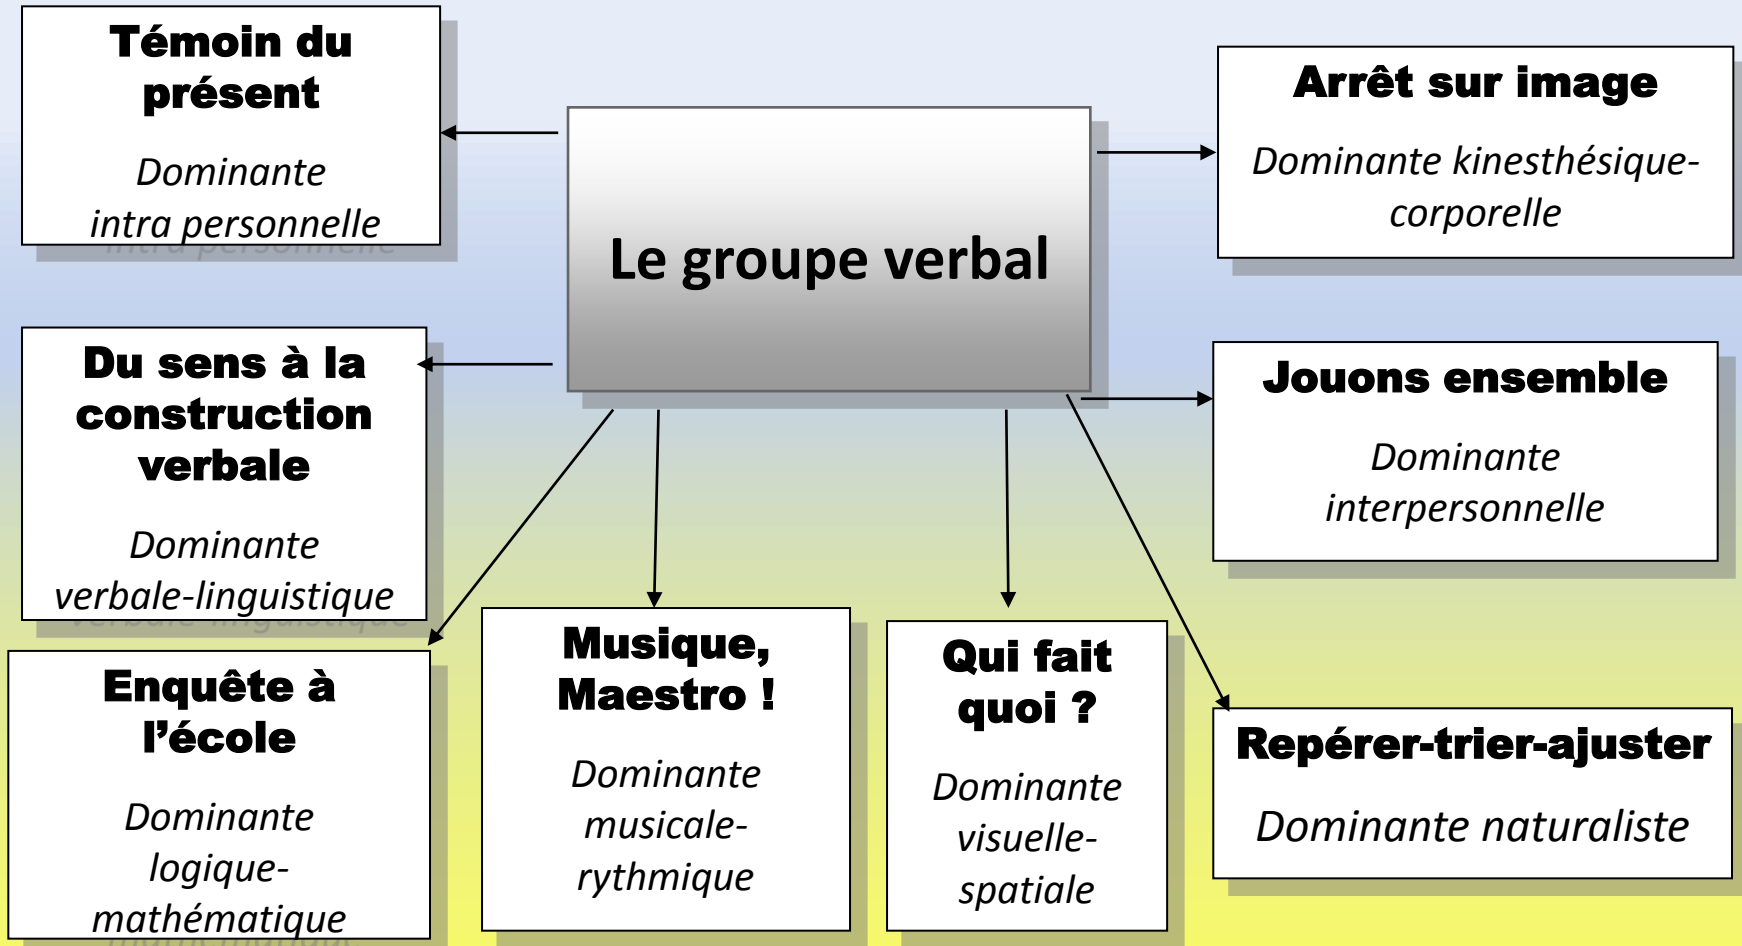 Témoin du
présent
Dominante
intra personnelle
Arrêt sur image
Dominante kinesthésique-
corporelle
Le groupe verbal
Du sens à la
construction
verbale
Dominante
verbale-linguistique
Jouons ensemble
Dominante
interpersonnelle
Enquête à
l’école
Dominante
logique-
mathématique
Musique,
Maestro !
Dominante
musicale-
rythmique
Qui fait
quoi ?
Dominante
visuelle-
spatiale
Repérer-trier-ajuster
Dominante naturaliste